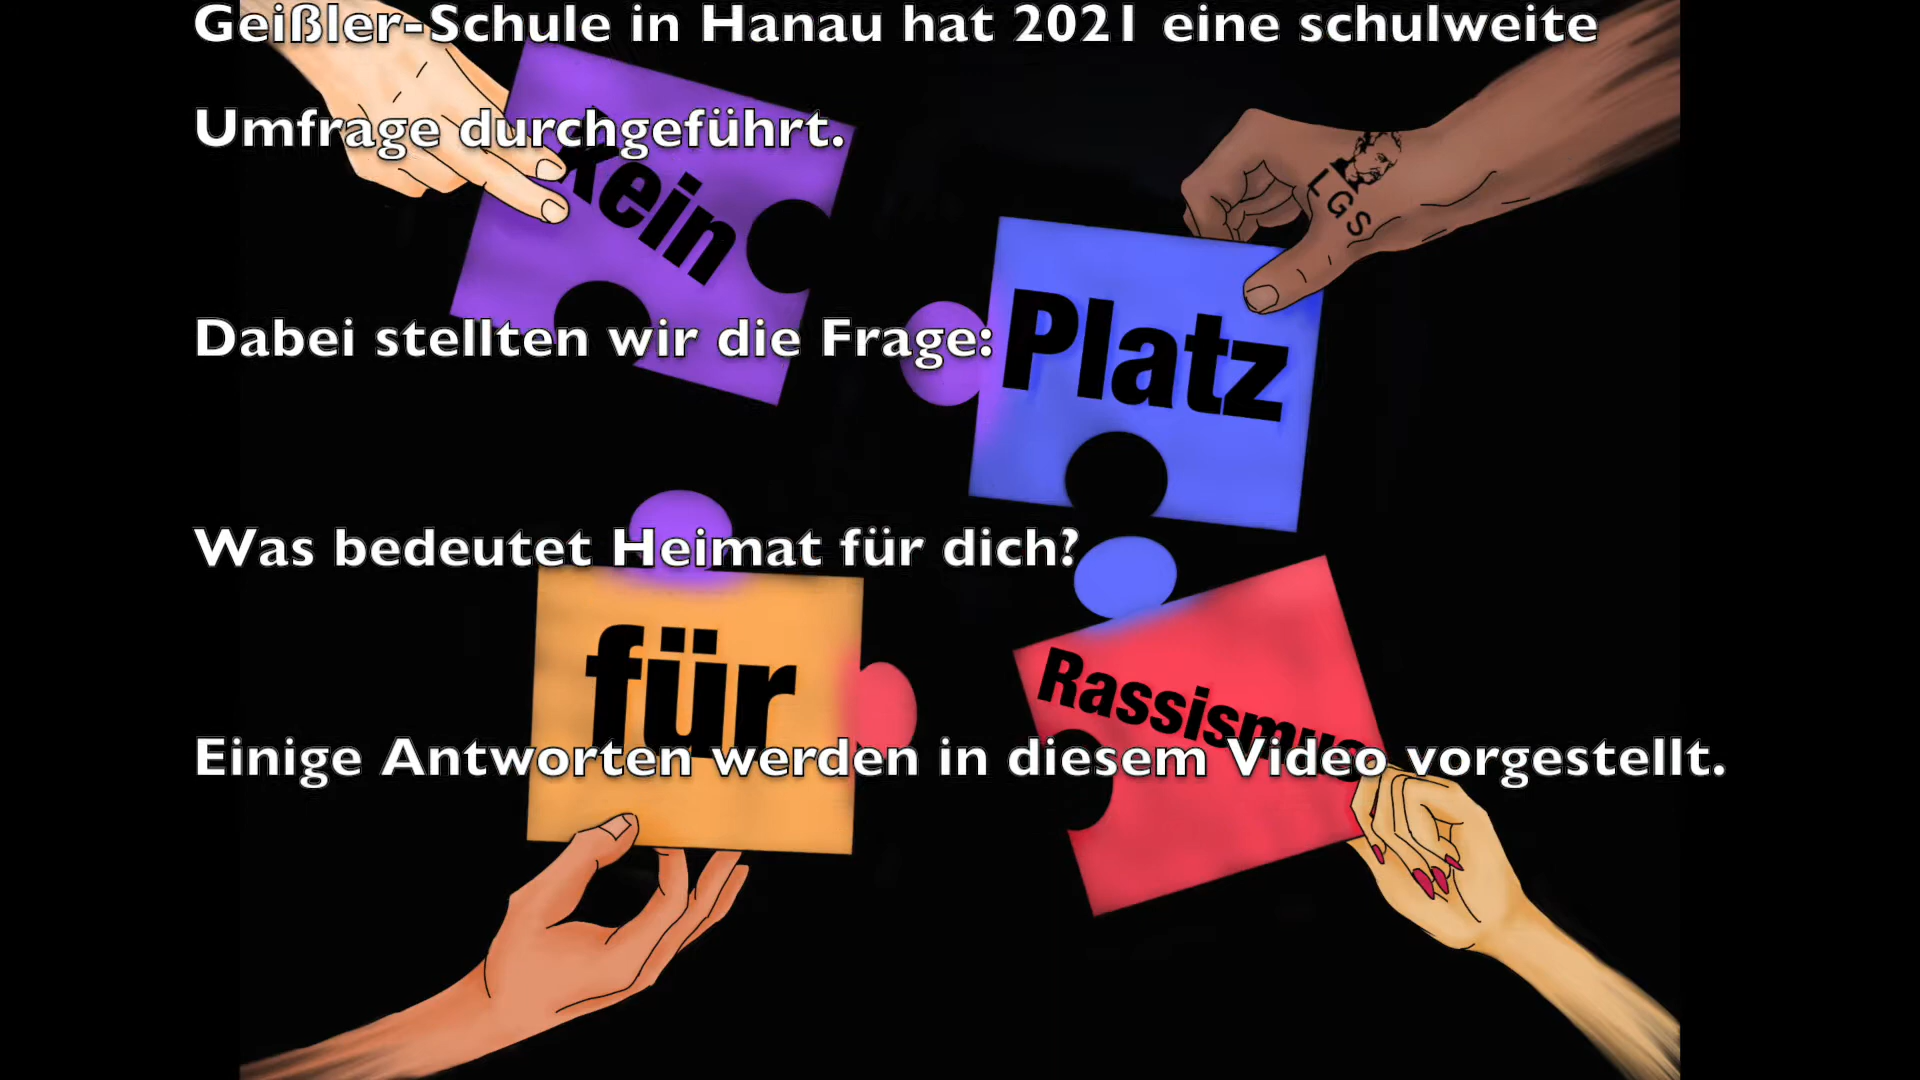 Geißler-Schule in Hanau hat 2021 eine schulweite
Umfrage durchgeführt.
Kein
LGS
Dabei stellten wir die Frage:
Platz
Was bedeutet Heimat für dich?
für
Rassismus
Einige Antworten werden in diesem Video vorgestellt.